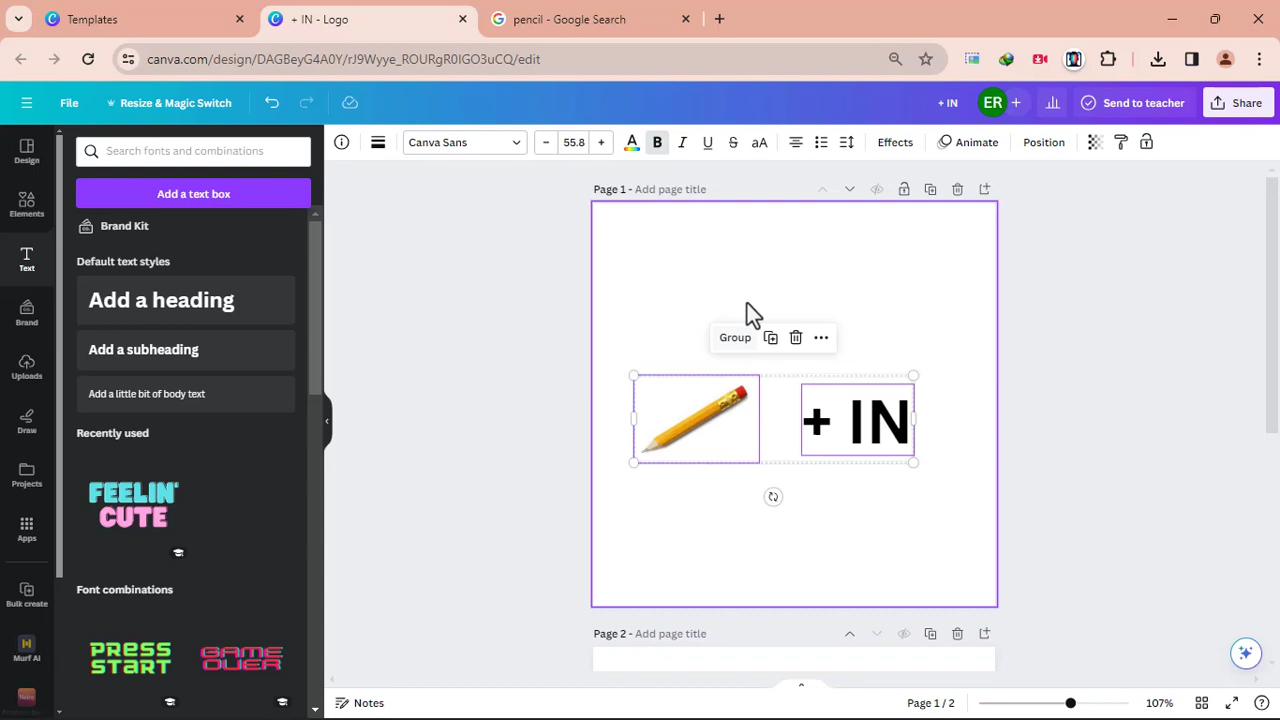 Templates
+ IN - Logo
pencil - Google Search
canva.com/design/DAGBeyG4A0Y/rJ9Wyye_ROURgR0IGO3uCQ/edit
File
Resize & Magic Switch
+ IN
ER
Send to teacher
Share
Design
Elements
Text
Brand
Uploads
Draw
Projects
Apps
Bulk create
Murf AI
Search fonts and combinations
Add a text box
Brand Kit
Default text styles
Add a heading
Add a subheading
Add a little bit of body text
Recently used
FEELIN'
CUTE
Font combinations
PRESS
START
GAME
OVER
Canva Sans
55.8
A
B
I
U
S
aA
Effects
Animate
Position
Page 1 - Add page title
Group
+ IN
Page 2 - Add page title
Notes
Page 1 / 2
107%